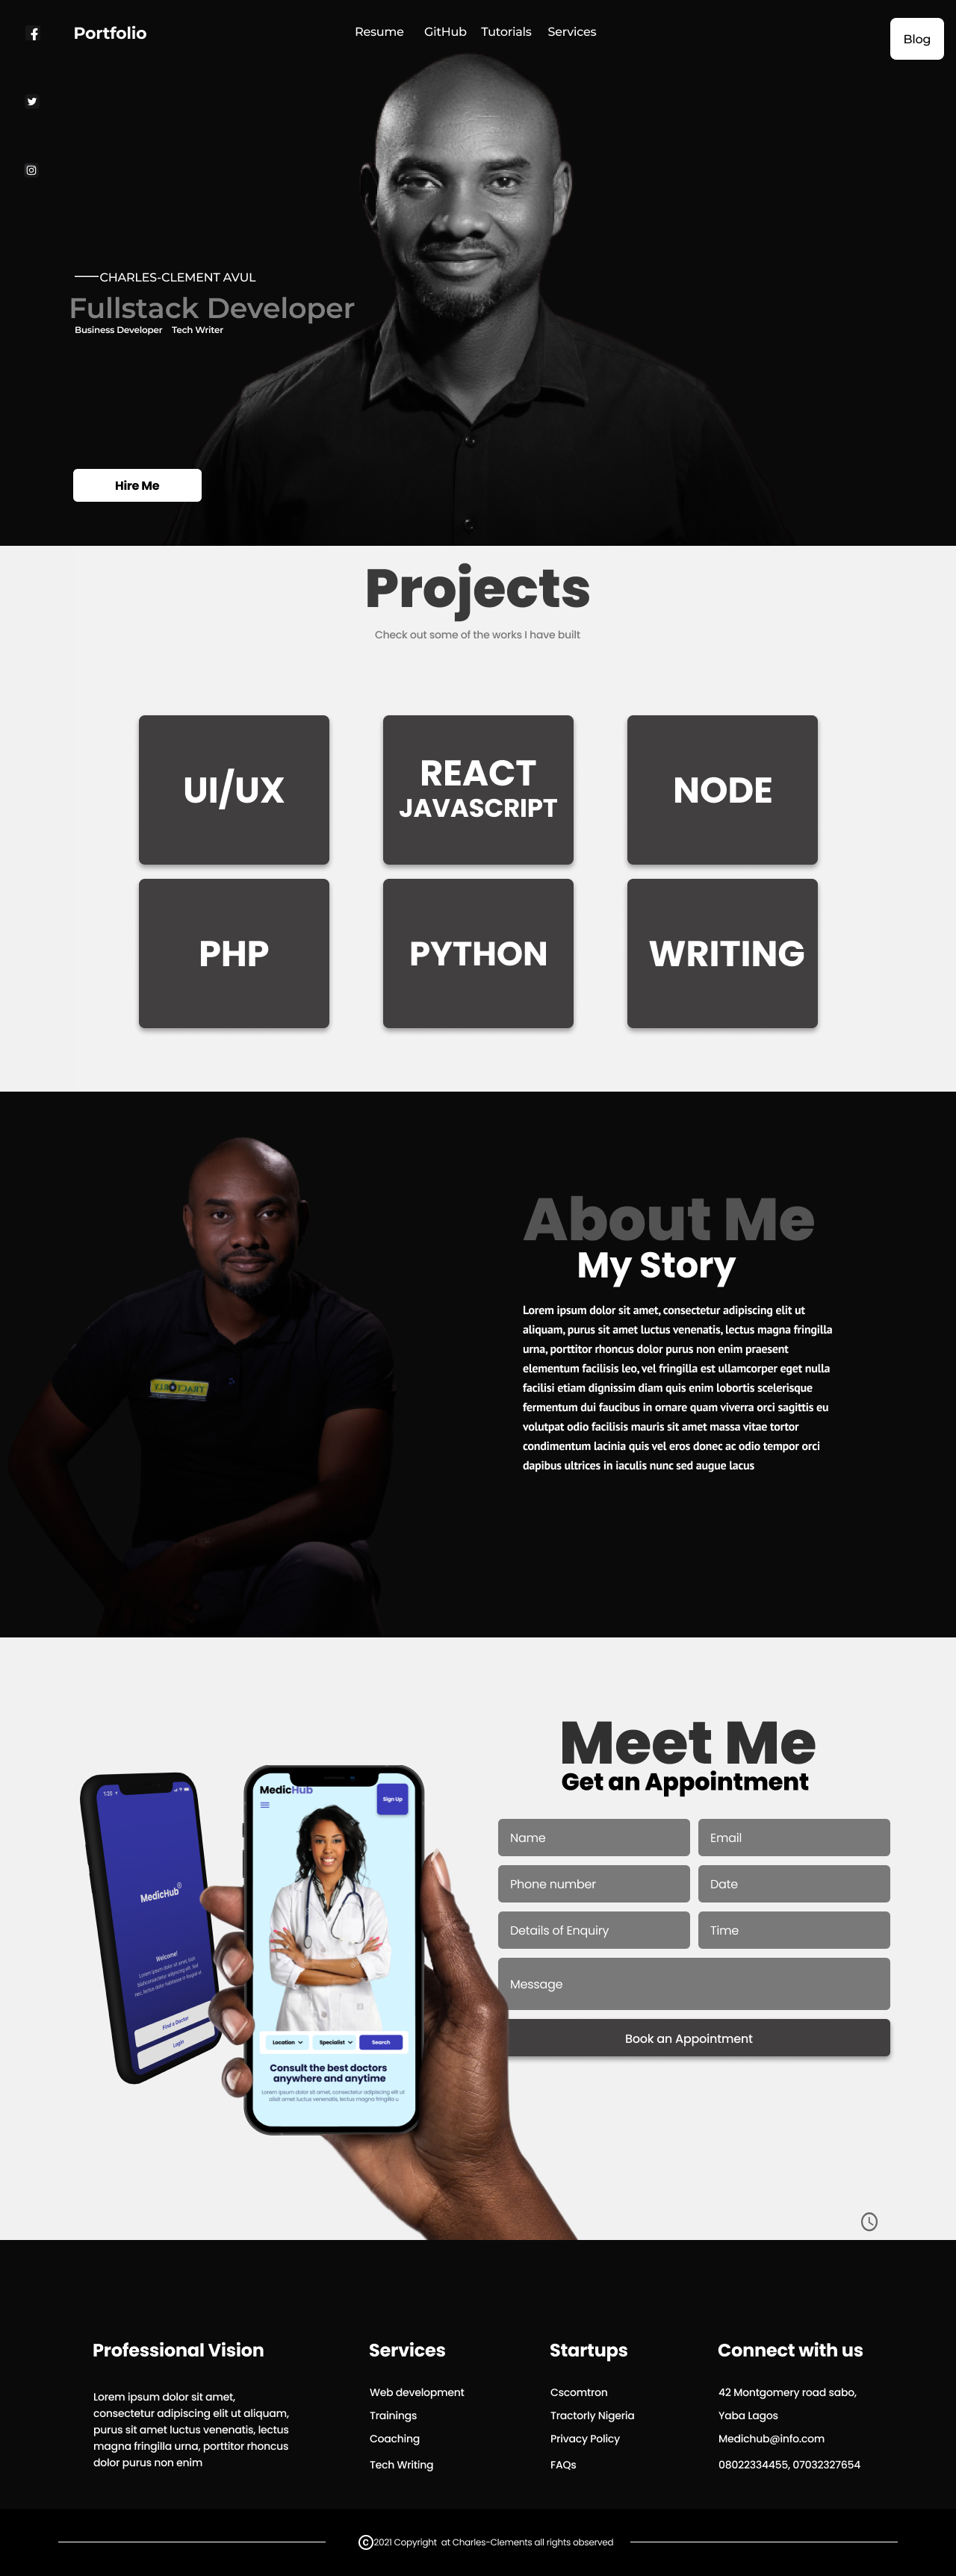 Portfolio
Resume GitHub Tutorials Services
Blog
CHARLES-CLEMENT AVUL
Fullstack Developer
Business Developer Tech Writer
Hire Me
Projects
Check out some of the works I have built
UI/UX
REACT
JAVASCRIPT
NODE
PHP
PYTHON
WRITING
About Me
My Story
Lorem ipsum dolor sit amet, consectetur adipiscing elit ut
aliquam, purus sit amet luctus venenatis, lectus magna fringilla
urna, porttitor rhoncus dolor purus non enim praesent
elementum facilisis leo, vel fringilla est ullamcorper eget nulla
facilisi etiam dignissim diam quis enim lobortis scelerisque
fermentum dui faucibus in ornare quam viverra orci sagittis eu
volutpat odio facilisis mauris sit amet massa vitae tortor
condimentum lacinia quis vel eros donec ac odio tempor orci
dapibus ultrices in iaculis nunc sed augue lacus
Meet Me
Get an Appointment
Name
Email
Phone number
Date
Details of Enquiry
Time
Message
Book an Appointment
MedicHub
Welcome!
Find a Doctor
Login
MedicHub
Sign Up
Location
Specialist
Search
Consult the best doctors
anywhere and anytime
Lorem ipsum dolor sit amet, consectetur adipiscing elit ut
Professional Vision
Lorem ipsum dolor sit amet,
consectetur adipiscing elit ut aliquam,
purus sit amet luctus venenatis, lectus
magna fringilla urna, porttitor rhoncus
dolor purus non enim
Services
Web development
Trainings
Coaching
Tech Writing
Startups
Cscomtron
Tractorly Nigeria
Privacy Policy
FAQs
Connect with us
42 Montgomery road sabo,
Yaba Lagos
Medichub@info.com
08022334455, 07032327654
©2021 Copyright at Charles-Clements all rights observed